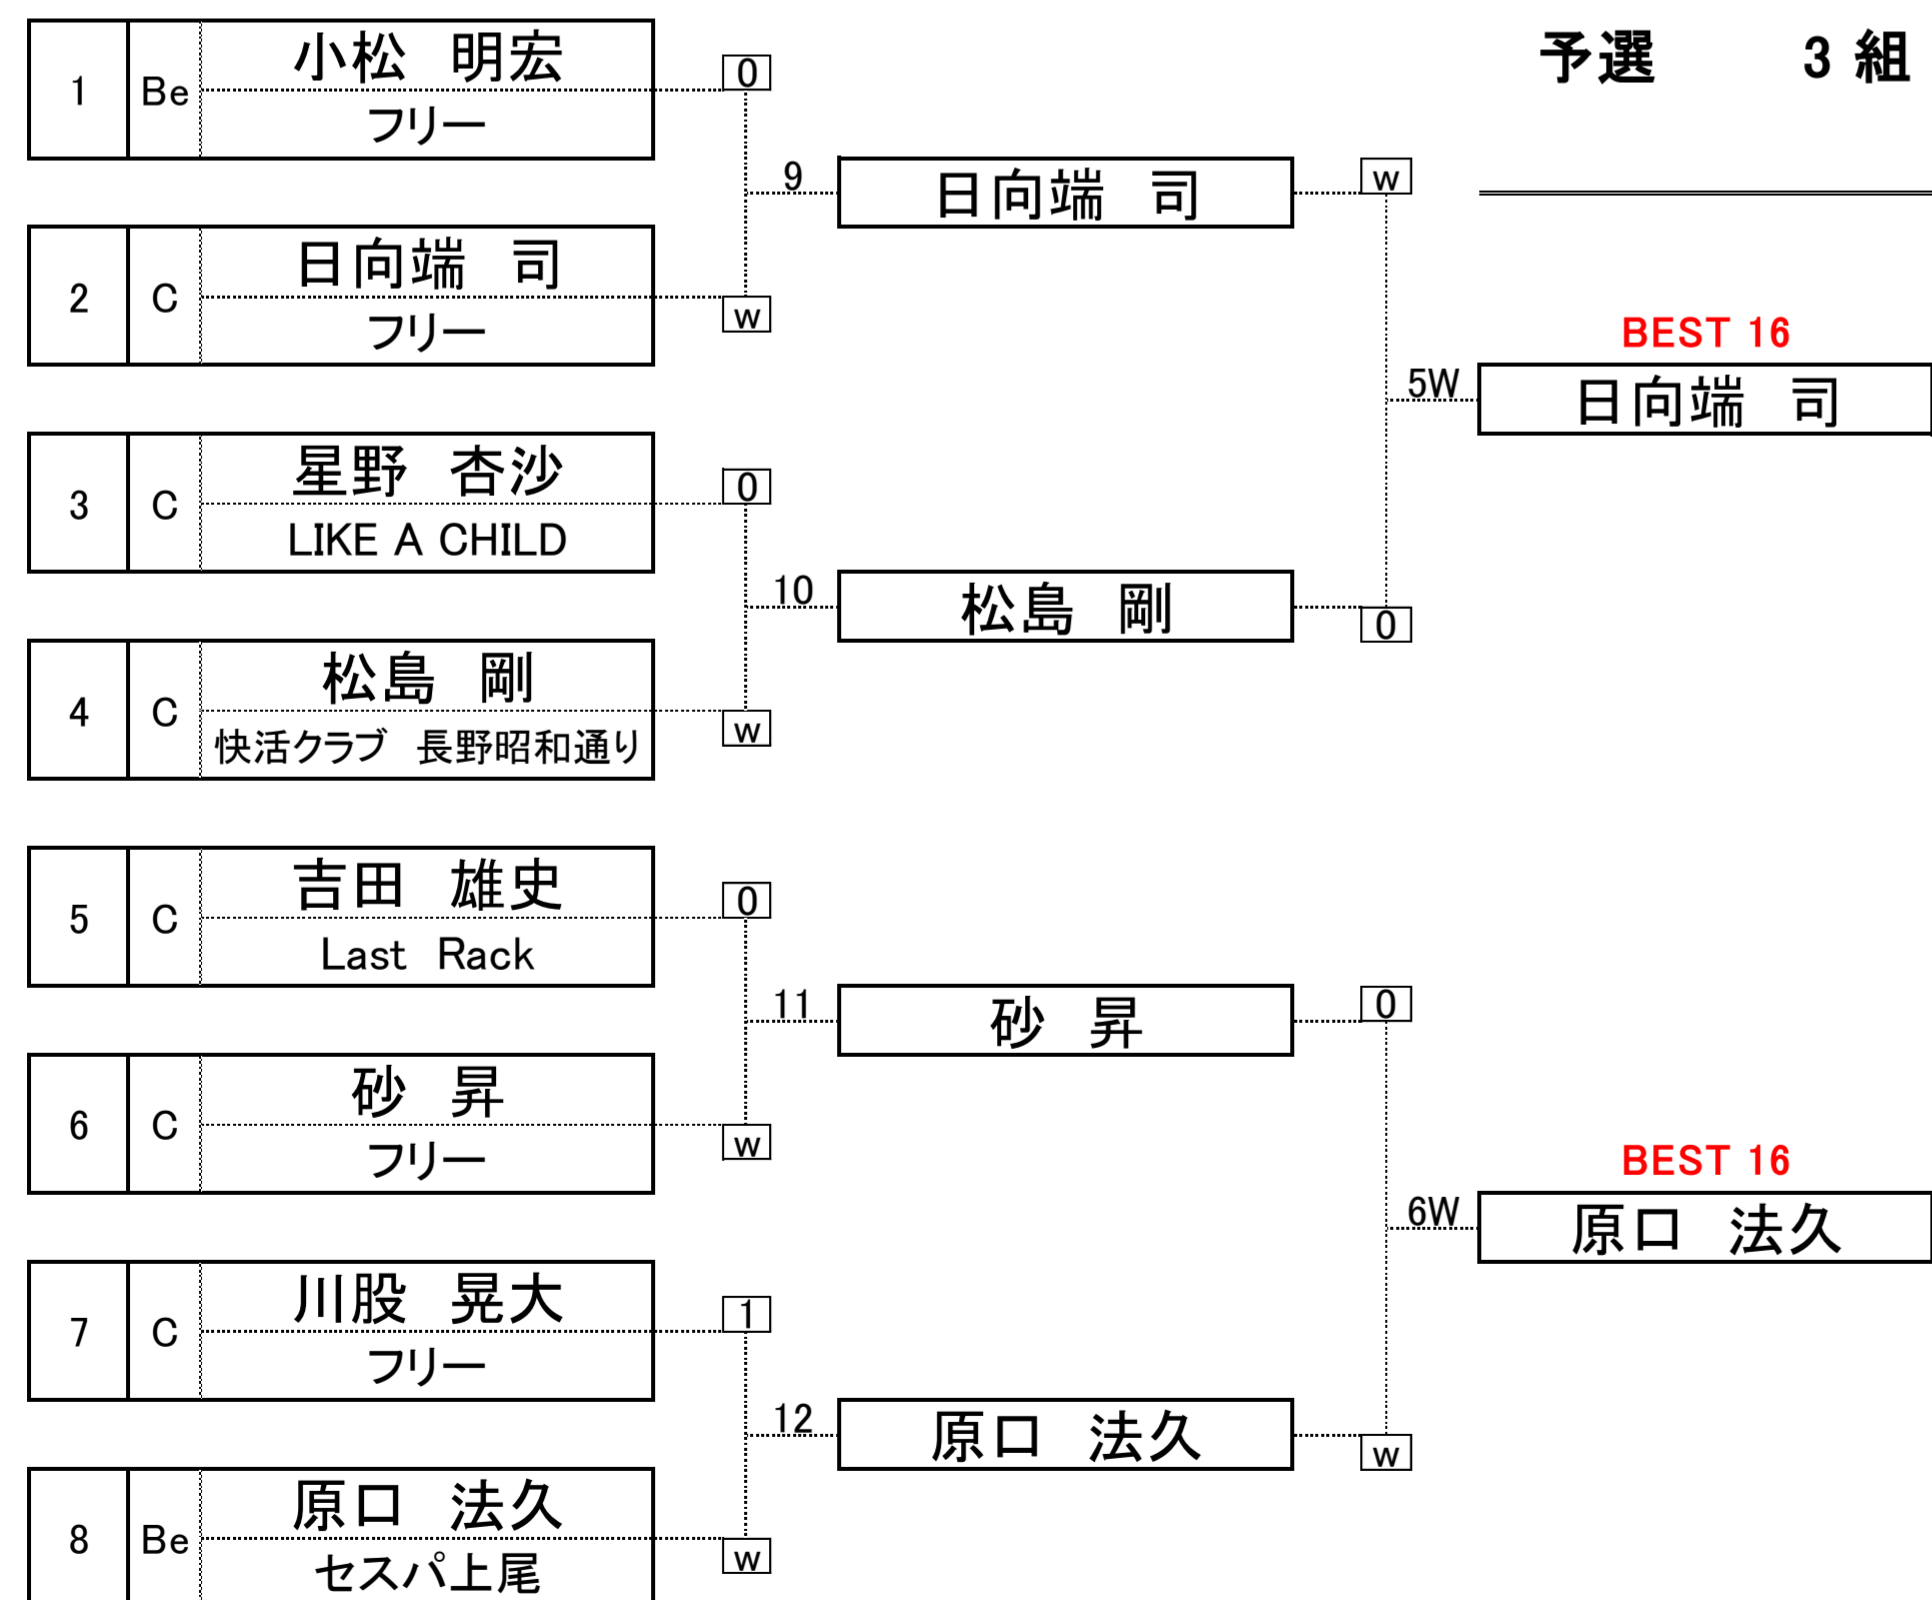 予選 3 組
1 Be 小松 明宏
フリー
0
9 日向端 司 w
2 C 日向端 司
フリー
w
BEST 16
5W 日向端 司
3 C 星野 杏沙
LIKE A CHILD
0
10 松島 剛 0
4 C 松島 剛
快活クラブ 長野昭和通り
w
5 C 吉田 雄史
Last Rack
0
11 砂 昇 0
6 C 砂 昇
フリー
w
BEST 16
6W 原口 法久
7 C 川股 晃大
フリー
1
12 原口 法久 w
8 Be 原口 法久
セスパ上尾
w